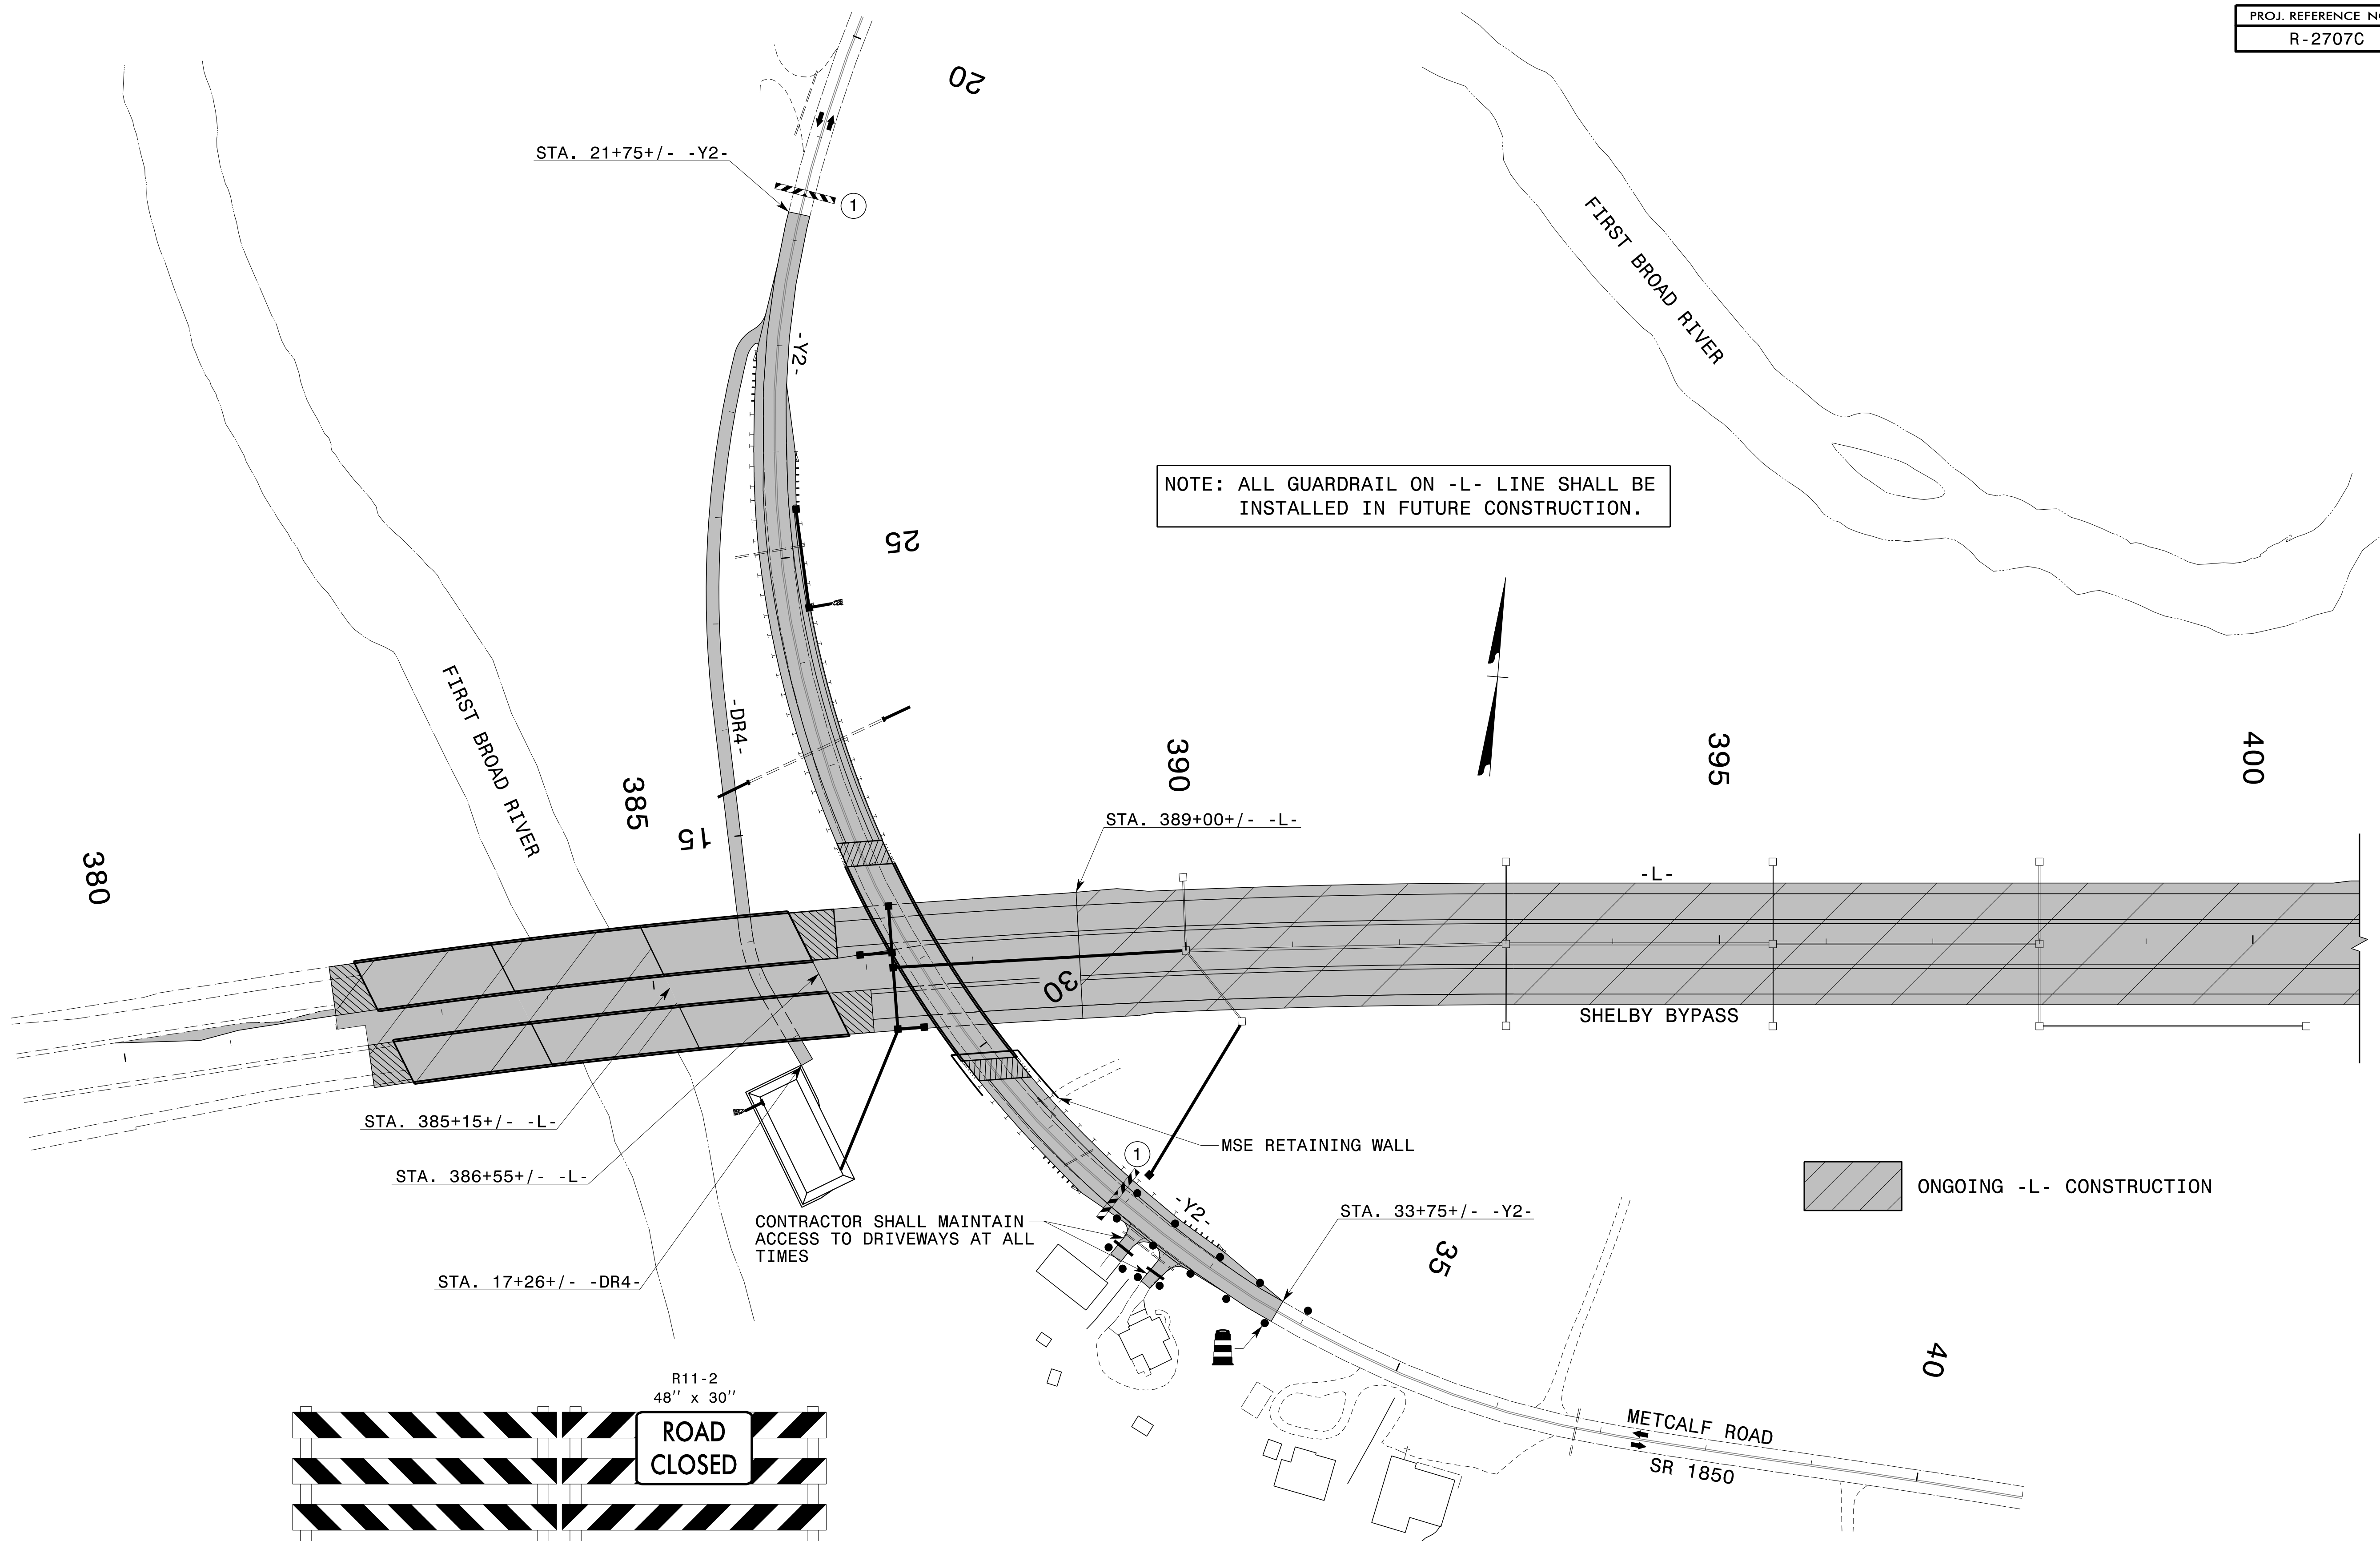 PROJ. REFERENCE NO
R-2707C
20
STA. 21+75+/- -Y2-
1
FIRST BROAD RIVER
-Y2-
NOTE: ALL GUARDRAIL ON -L- LINE SHALL BE
INSTALLED IN FUTURE CONSTRUCTION.
25
FIRST BROAD RIVER
-DR4-
385
15
390
395
400
380
STA. 389+00+/- -L-
-L-
30
SHELBY BYPASS
STA. 385+15+/- -L-
MSE RETAINING WALL
1
STA. 386+55+/- -L-
ONGOING -L- CONSTRUCTION
-Y2-
STA. 33+75+/- -Y2-
CONTRACTOR SHALL MAINTAIN
ACCESS TO DRIVEWAYS AT ALL
TIMES
35
STA. 17+26+/- -DR4-
40
R11-2
48'' x 30''
ROAD
CLOSED
METCALF ROAD
SR 1850